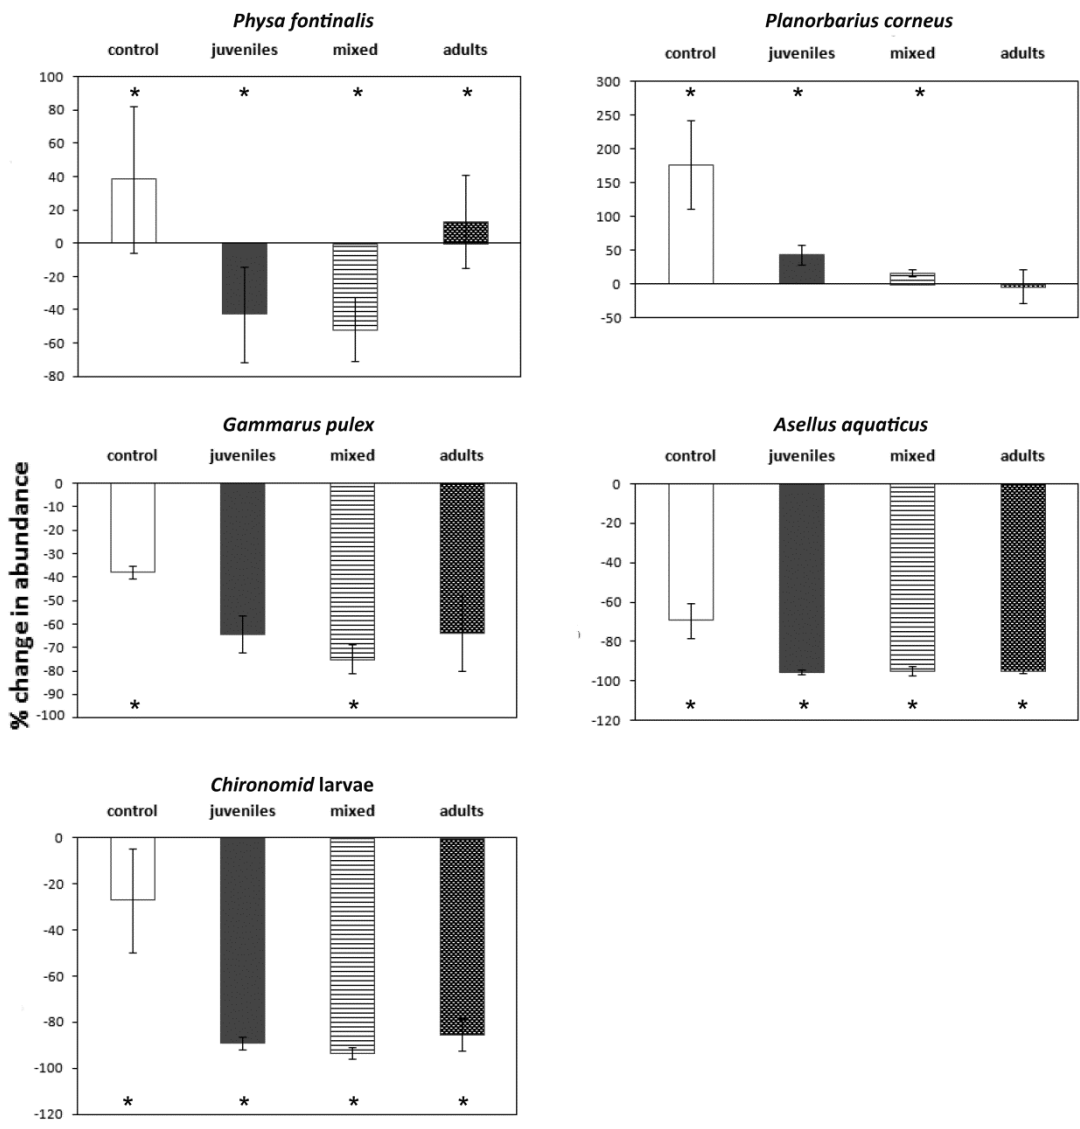 Physa fontinalis
control juveniles mixed adults
100
80
60
40
20
0
-20
-40
-60
-80
* * * *
Planorbarius corneus
control juveniles mixed adults
300
250
200
150
100
50
0
-50
* * *
% change in abundance
Gammarus pulex
control juveniles mixed adults
0
-10
-20
-30
-40
-50
-60
-70
-80
-90
-100
* *
Asellus aquaticus
control juveniles mixed adults
0
-20
-40
-60
-80
-100
-120
* * * *
Chironomid larvae
control juveniles mixed adults
0
-20
-40
-60
-80
-100
-120
* * * *